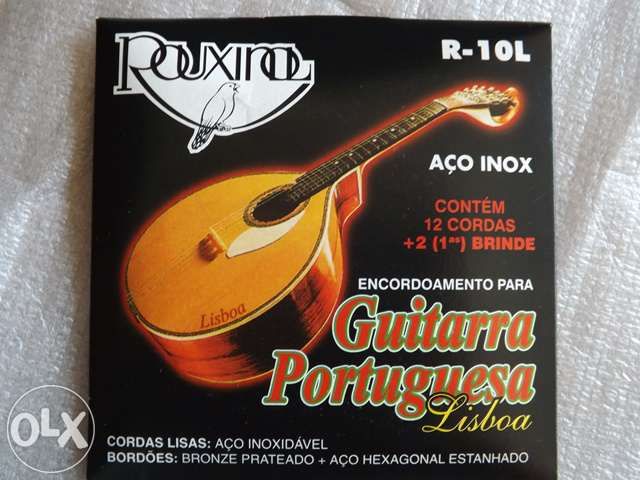 ROUXINOL
R-10L
AÇO INOX
CONTÉM
12 CORDAS
+2 (1ªs) BRINDE
ENCORDOAMENTO PARA
Guitarra
Portuguesa
Lisboa
Lisboa
CORDAS LISAS: AÇO INOXIDÁVEL
BORDÕES: BRONZE PRATEADO + AÇO HEXAGONAL ESTANHADO
OLX